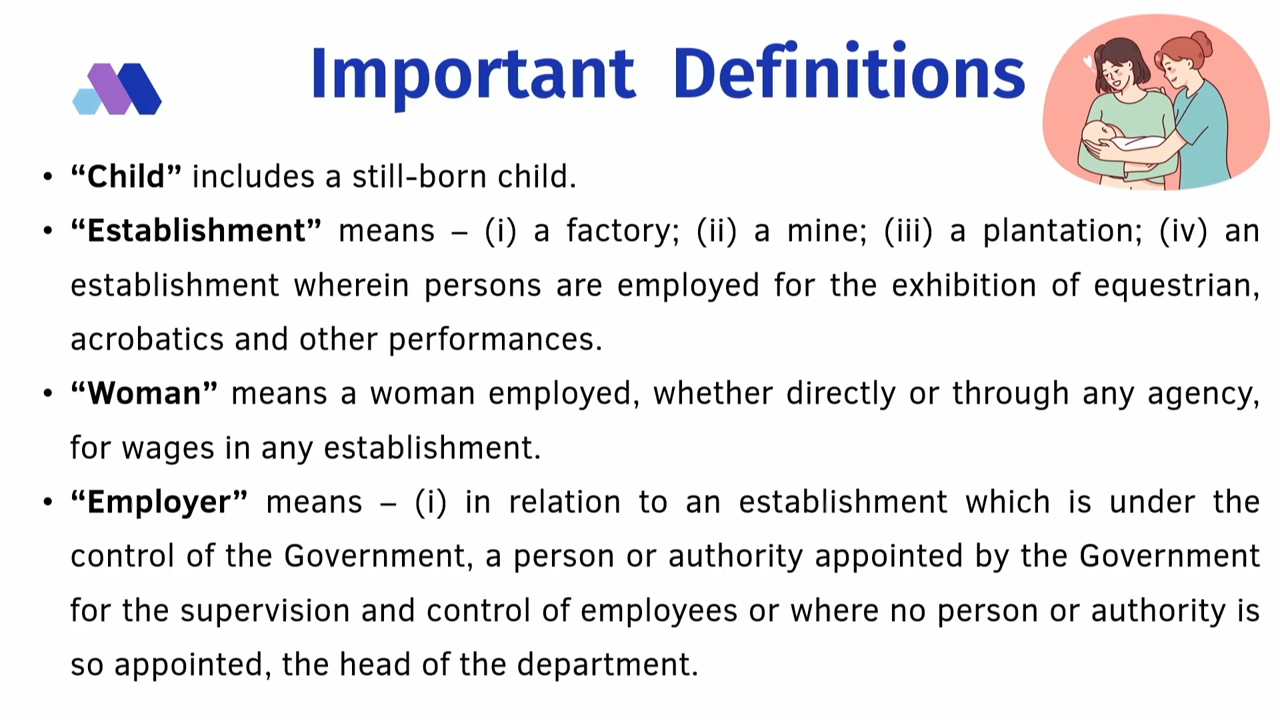 Important Definitions
• “Child” includes a still-born child.
• “Establishment” means – (i) a factory; (ii) a mine; (iii) a plantation; (iv) an
establishment wherein persons are employed for the exhibition of equestrian,
acrobatics and other performances.
• “Woman” means a woman employed, whether directly or through any agency,
for wages in any establishment.
• “Employer” means – (i) in relation to an establishment which is under the
control of the Government, a person or authority appointed by the Government
for the supervision and control of employees or where no person or authority is
so appointed, the head of the department.